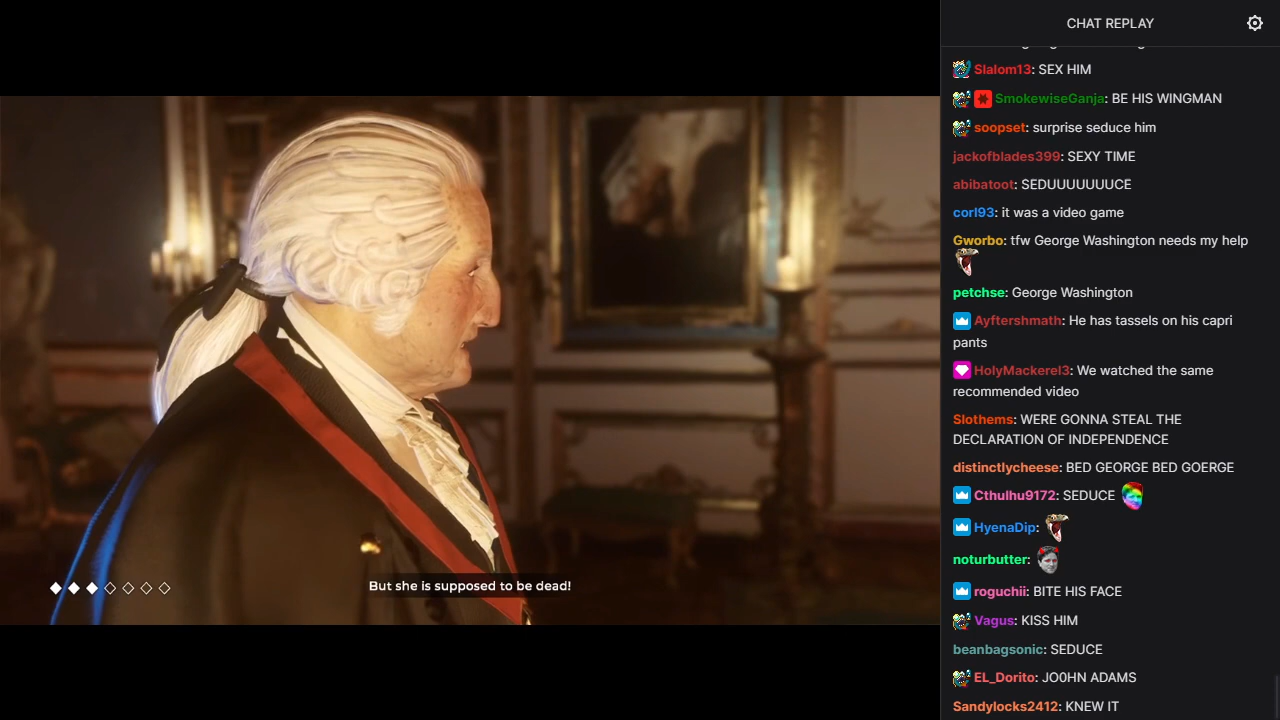 But she is supposed to be dead!
CHAT REPLAY
Slalom13: SEX HIM
SmokewiseGanja: BE HIS WINGMAN
soopset: surprise seduce him
jackofblades399: SEXY TIME
abibatoot: SEDUUUUUUUCE
corl93: it was a video game
Gworbo: tfw George Washington needs my help
petchse: George Washington
Ayftershmath: He has tassels on his capri
pants
HolyMackerel3: We watched the same
recommended video
Slothems: WERE GONNA STEAL THE
DECLARATION OF INDEPENDENCE
distinctlycheese: BED GEORGE BED GOERGE
Cthulhu9172: SEDUCE
HyenaDip:
noturbutter:
roguchii: BITE HIS FACE
Vagus: KISS HIM
beanbagsonic: SEDUCE
EL_Dorito: JO0HN ADAMS
Sandylocks2412: KNEW IT